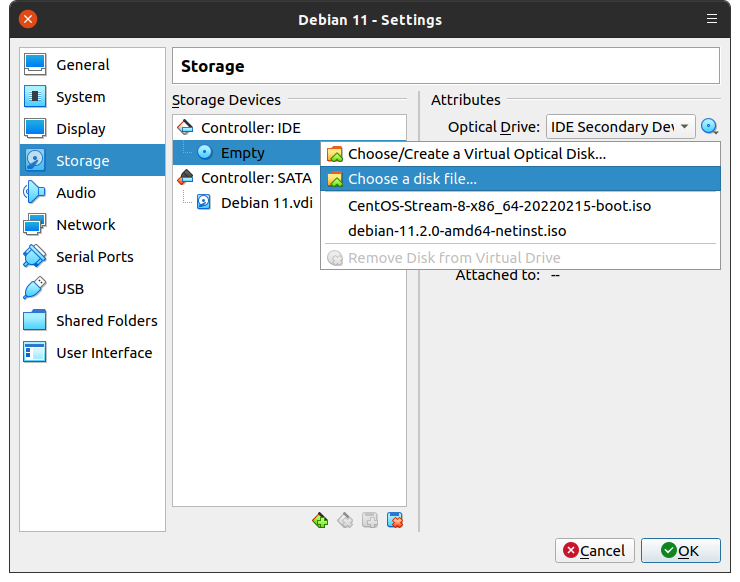 Debian 11 - Settings
General
System
Display
Storage
Audio
Network
Serial Ports
USB
Shared Folders
User Interface
Storage
Storage Devices
Controller: IDE
Empty
Controller: SATA
Debian 11.vdi
Attributes
Optical Drive: IDE Secondary Dev
Choose/Create a Virtual Optical Disk...
Choose a disk file...
CentOS-Stream-8-x86_64-20220215-boot.iso
debian-11.2.0-amd64-netinst.iso
Remove Disk from Virtual Drive
Attached to: --
Cancel
OK